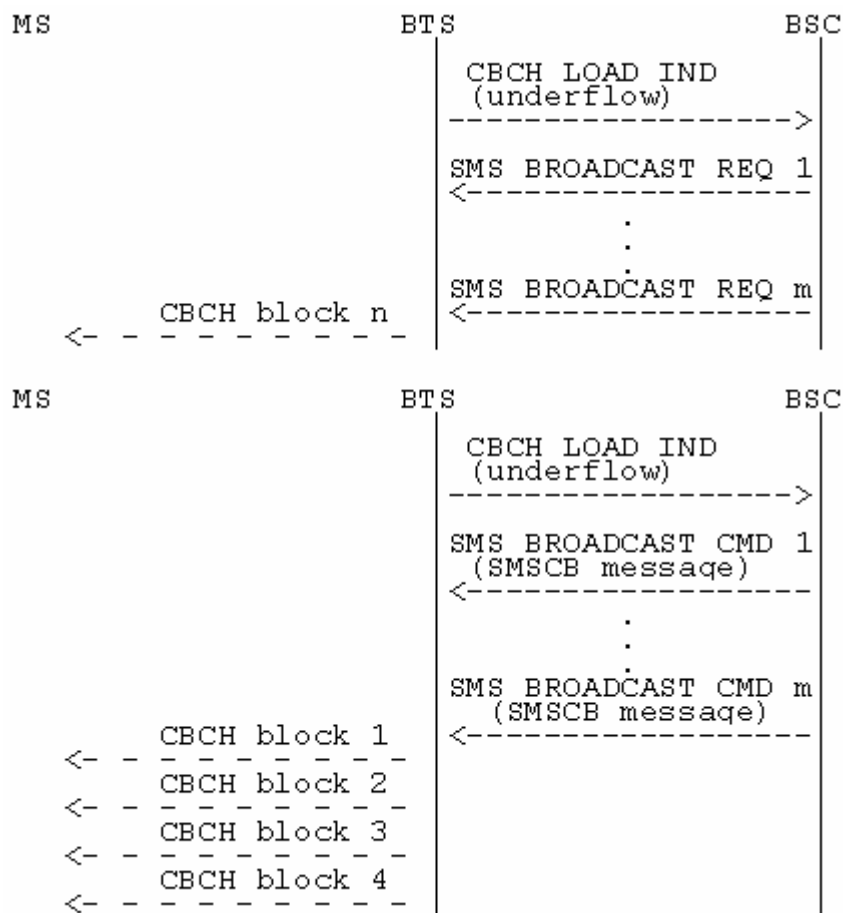 MS BTS BSC
CBCH LOAD IND
(underflow)
SMS BROADCAST REQ 1
.
.
.
SMS BROADCAST REQ m
CBCH block n
MS BTS BSC
CBCH LOAD IND
(underflow)
SMS BROADCAST CMD 1
(SMSCB message)
.
.
.
SMS BROADCAST CMD m
(SMSCB message)
CBCH block 1
CBCH block 2
CBCH block 3
CBCH block 4